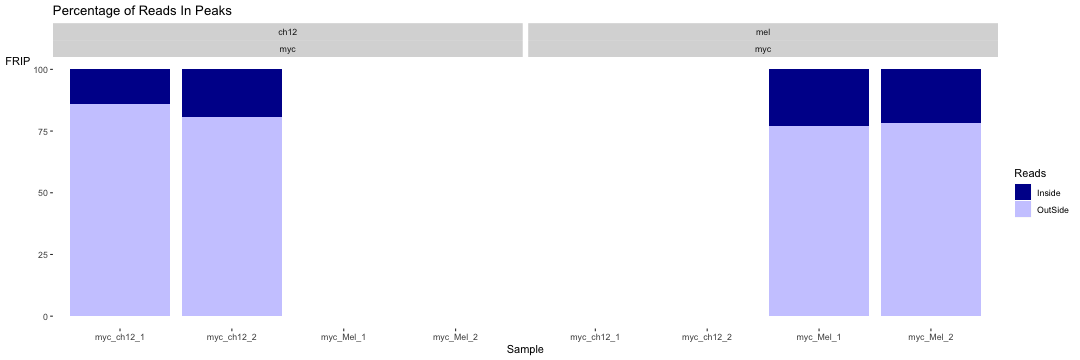 Percentage of Reads In Peaks
ch12
mel
myc
myc
FRIP
100
75
50
25
0
myc_ch12_1
myc_ch12_2
myc_Mel_1
myc_Mel_2
myc_ch12_1
myc_ch12_2
myc_Mel_1
myc_Mel_2
Sample
Reads
Inside
OutSide